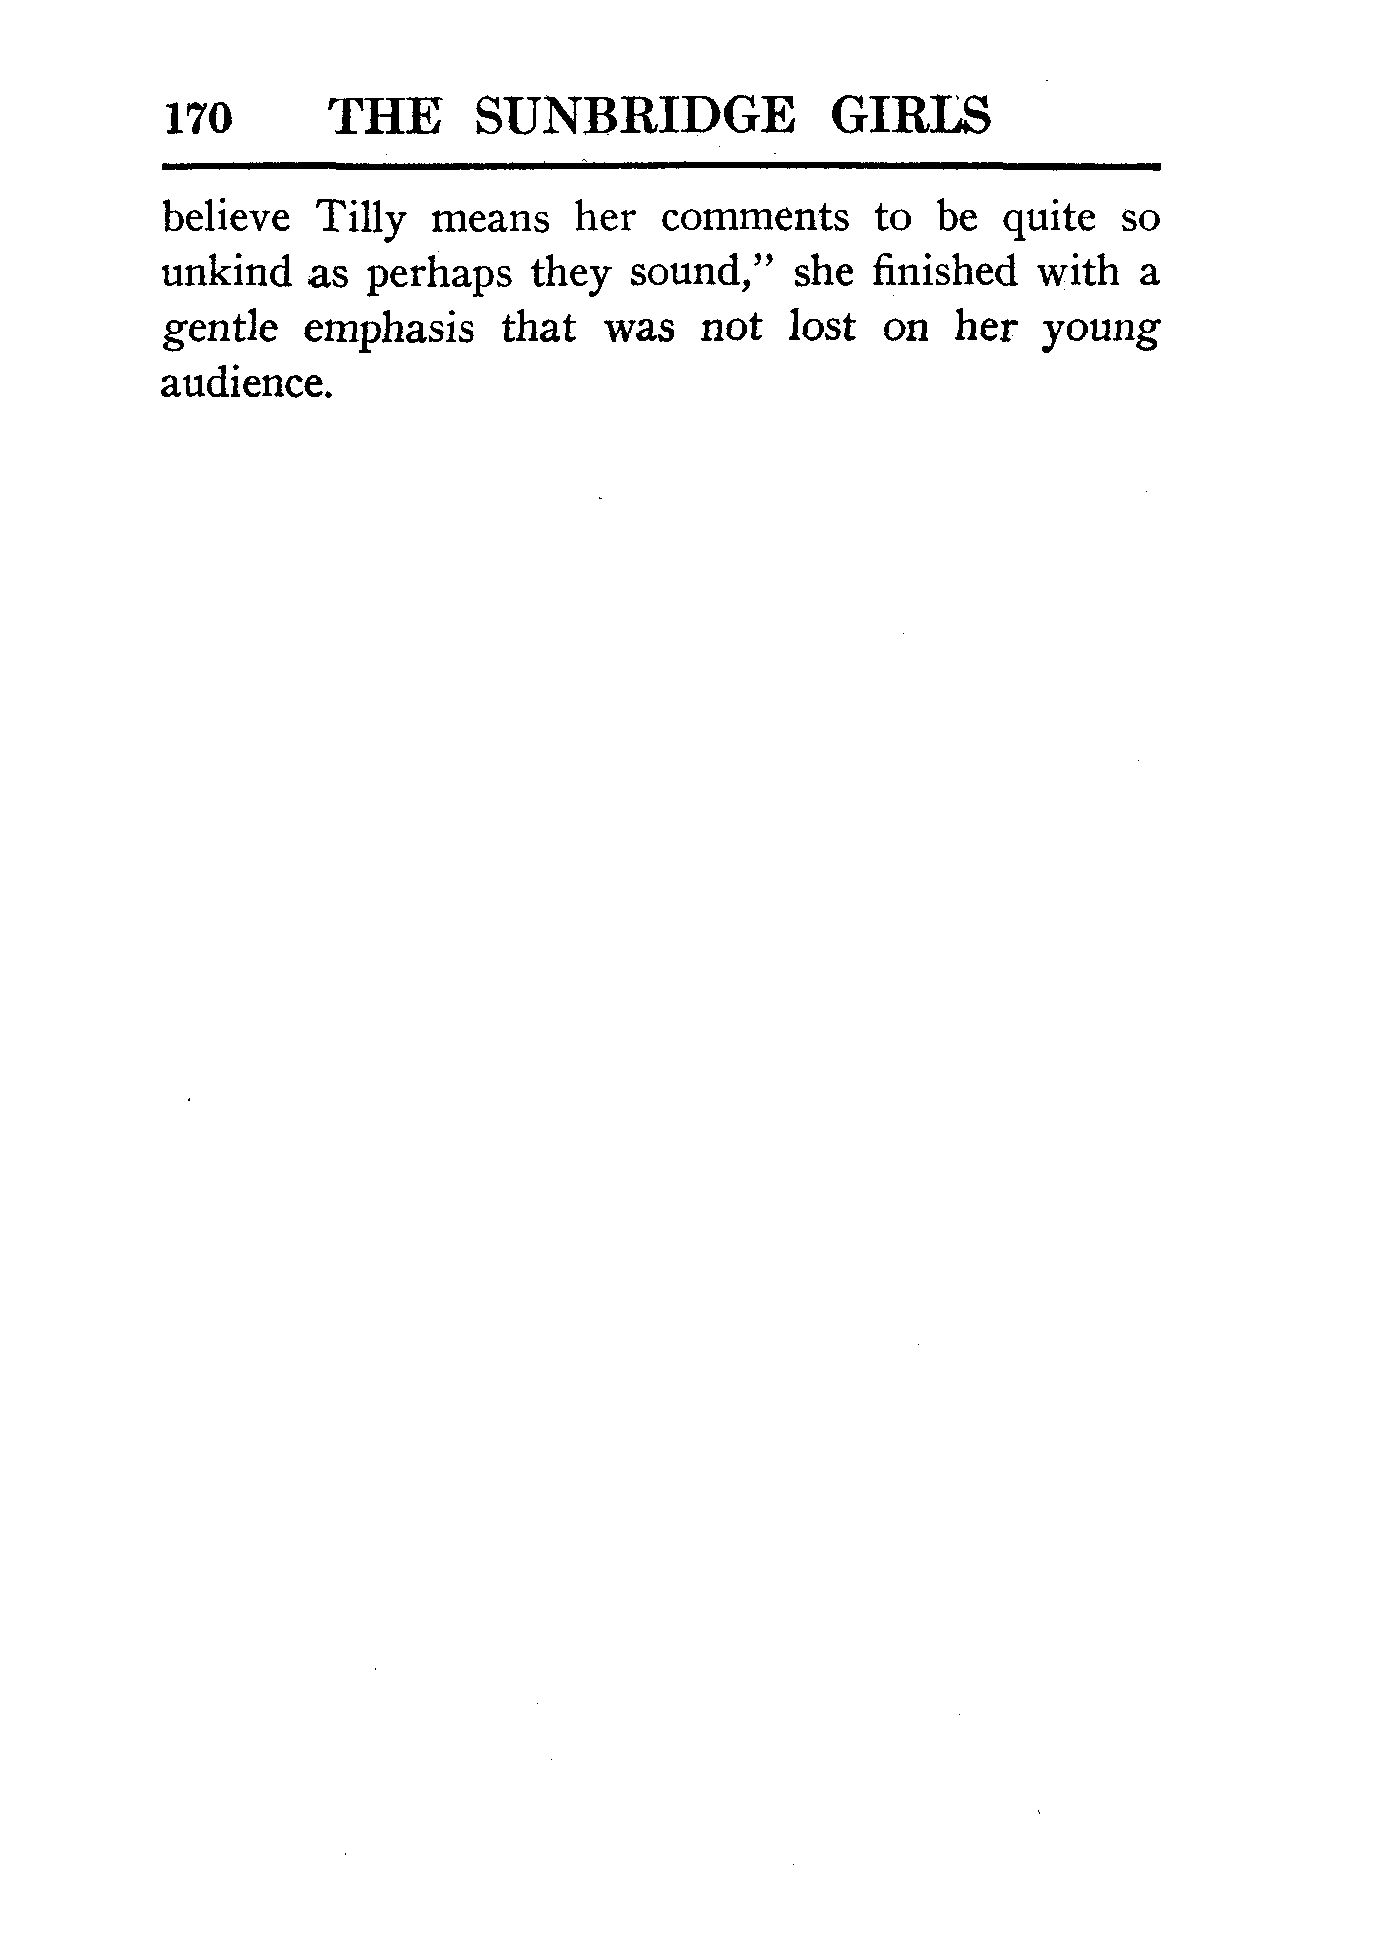 170 THE SUNBRIDGE GIRLS
believe Tilly means her comments to be quite so
unkind as perhaps they sound,” she finished with a
gentle emphasis that was not lost on her young
audience.